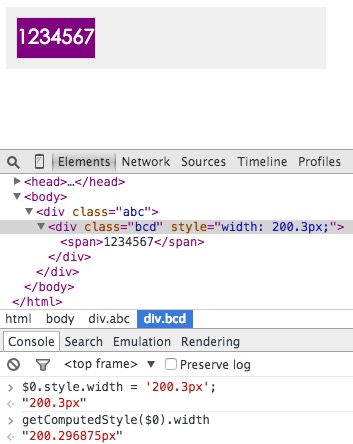 1234567
Elements Network Sources Timeline Profiles
<head>…</head>
<body>
<div class="abc">
<div class="bcd" style="width: 200.3px;">
<span>1234567</span>
</div>
</div>
</body>
</html>
html body div.abc div.bcd
Console Search Emulation Rendering
<top frame> Preserve log
$0.style.width = '200.3px';
"200.3px"
getComputedStyle($0).width
"200.296875px"